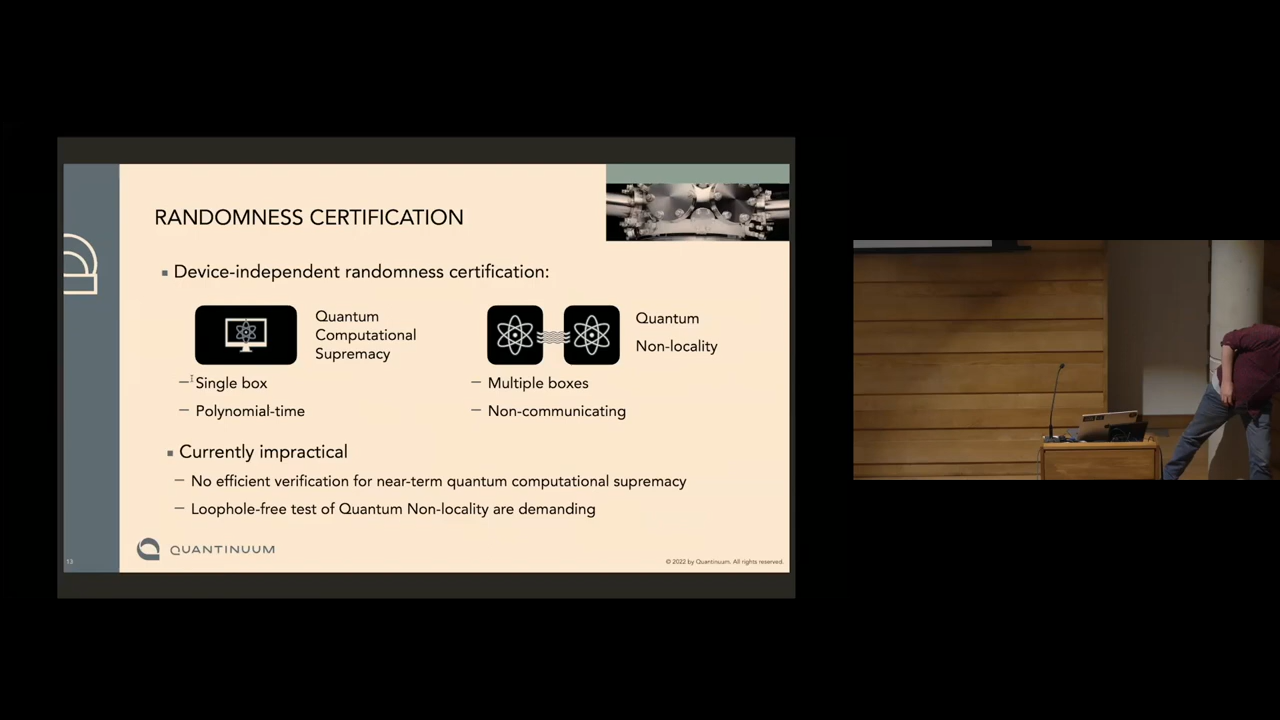 RANDOMNESS CERTIFICATION
Device-independent randomness certification:
Quantum
Computational
Supremacy
– Single box
– Polynomial-time
Quantum
Non-locality
– Multiple boxes
– Non-communicating
Currently impractical
– No efficient verification for near-term quantum computational supremacy
– Loophole-free test of Quantum Non-locality are demanding
QUANTINUUM
13
© 2022 by Quantinuum. All rights reserved.